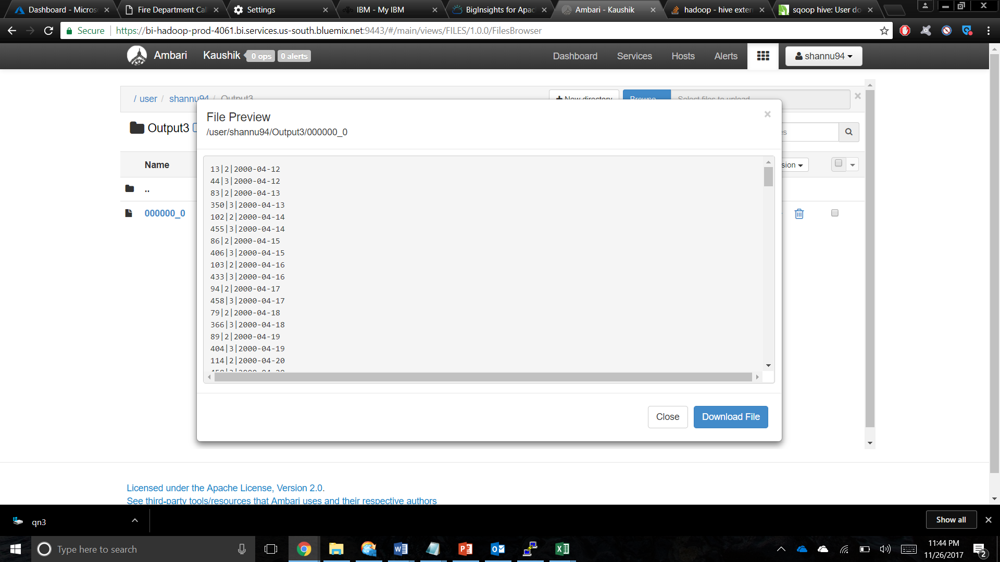 Dashboard - Micros
Fire Department Cal
Settings
IBM - My IBM
BigInsights for Apac
Ambari - Kaushik
hadoop - hive exter
sqoop hive: User do
Secure
https://bi-hadoop-prod-4061.bi.services.us-south.bluemix.net:9443/#/main/views/FILES/1.0.0/FilesBrowser
Ambari Kaushik 0 ops 0 alerts Dashboard Services Hosts Alerts shannu94
/ user / shannu94 / Output3 + New directory Browse... Select files to upload
Output3
File Preview
/user/shannu94/Output3/000000_0
Name
..
000000_0
13|2|2000-04-12
44|3|2000-04-12
83|2|2000-04-13
350|3|2000-04-13
102|2|2000-04-14
455|3|2000-04-14
86|2|2000-04-15
406|3|2000-04-15
103|2|2000-04-16
433|3|2000-04-16
94|2|2000-04-17
458|3|2000-04-17
79|2|2000-04-18
366|3|2000-04-18
89|2|2000-04-19
404|3|2000-04-19
114|2|2000-04-20
Close Download File
Licensed under the Apache License, Version 2.0.
See third-party tools/resources that Ambari uses and their respective authors
qn3
Show all
Type here to search
11:44 PM
11/26/2017
2